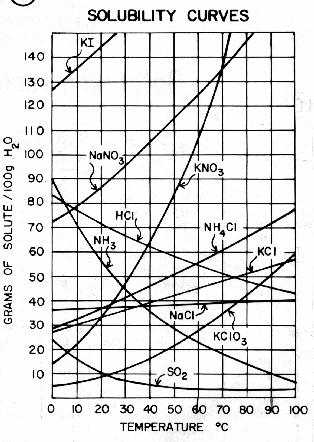 SOLUBILITY CURVES
GRAMS OF SOLUTE / 100g H₂O
140
130
120
110
100
90
80
70
60
50
40
30
20
10
KI
NaNO₃
KNO₃
HCl
NH₃
NH₄Cl
KCl
NaCl
KClO₃
SO₂
0 10 20 30 40 50 60 70 80 90 100
TEMPERATURE °C